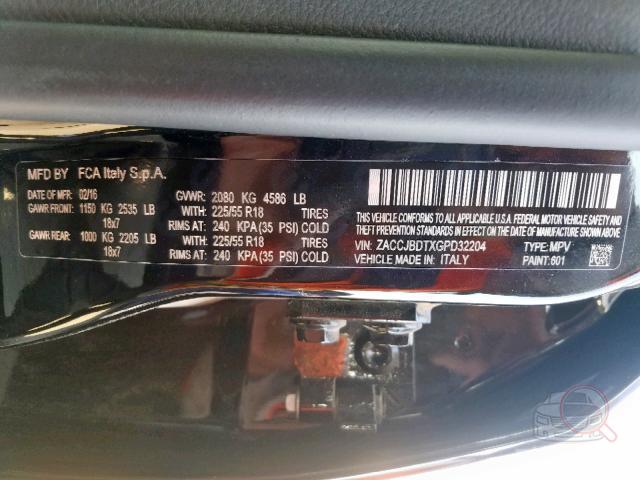 MFD BY FCA Italy S.p.A.
DATE OF MFR: 02/16 GVWR: 2080 KG 4586 LB
GAWR FRONT: 1150 KG 2535 LB WITH: 225/55 R18 TIRES
18x7 RIMS AT: 240 KPA(35 PSI) COLD
GAWR REAR: 1000 KG 2205 LB WITH: 225/55 R18 TIRES
18x7 RIMS AT: 240 KPA(35 PSI) COLD
THIS VEHICLE CONFORMS TO ALL APPLICABLE U.S.A. FEDERAL MOTOR VEHICLE SAFETY AND
THEFT PREVENTION STANDARDS IN EFFECT ON THE DATE OF MANUFACTURE SHOWN ABOVE
VIN: ZACCJBDTXGPD32204 TYPE: MPV
VEHICLE MADE IN: ITALY PAINT: 601